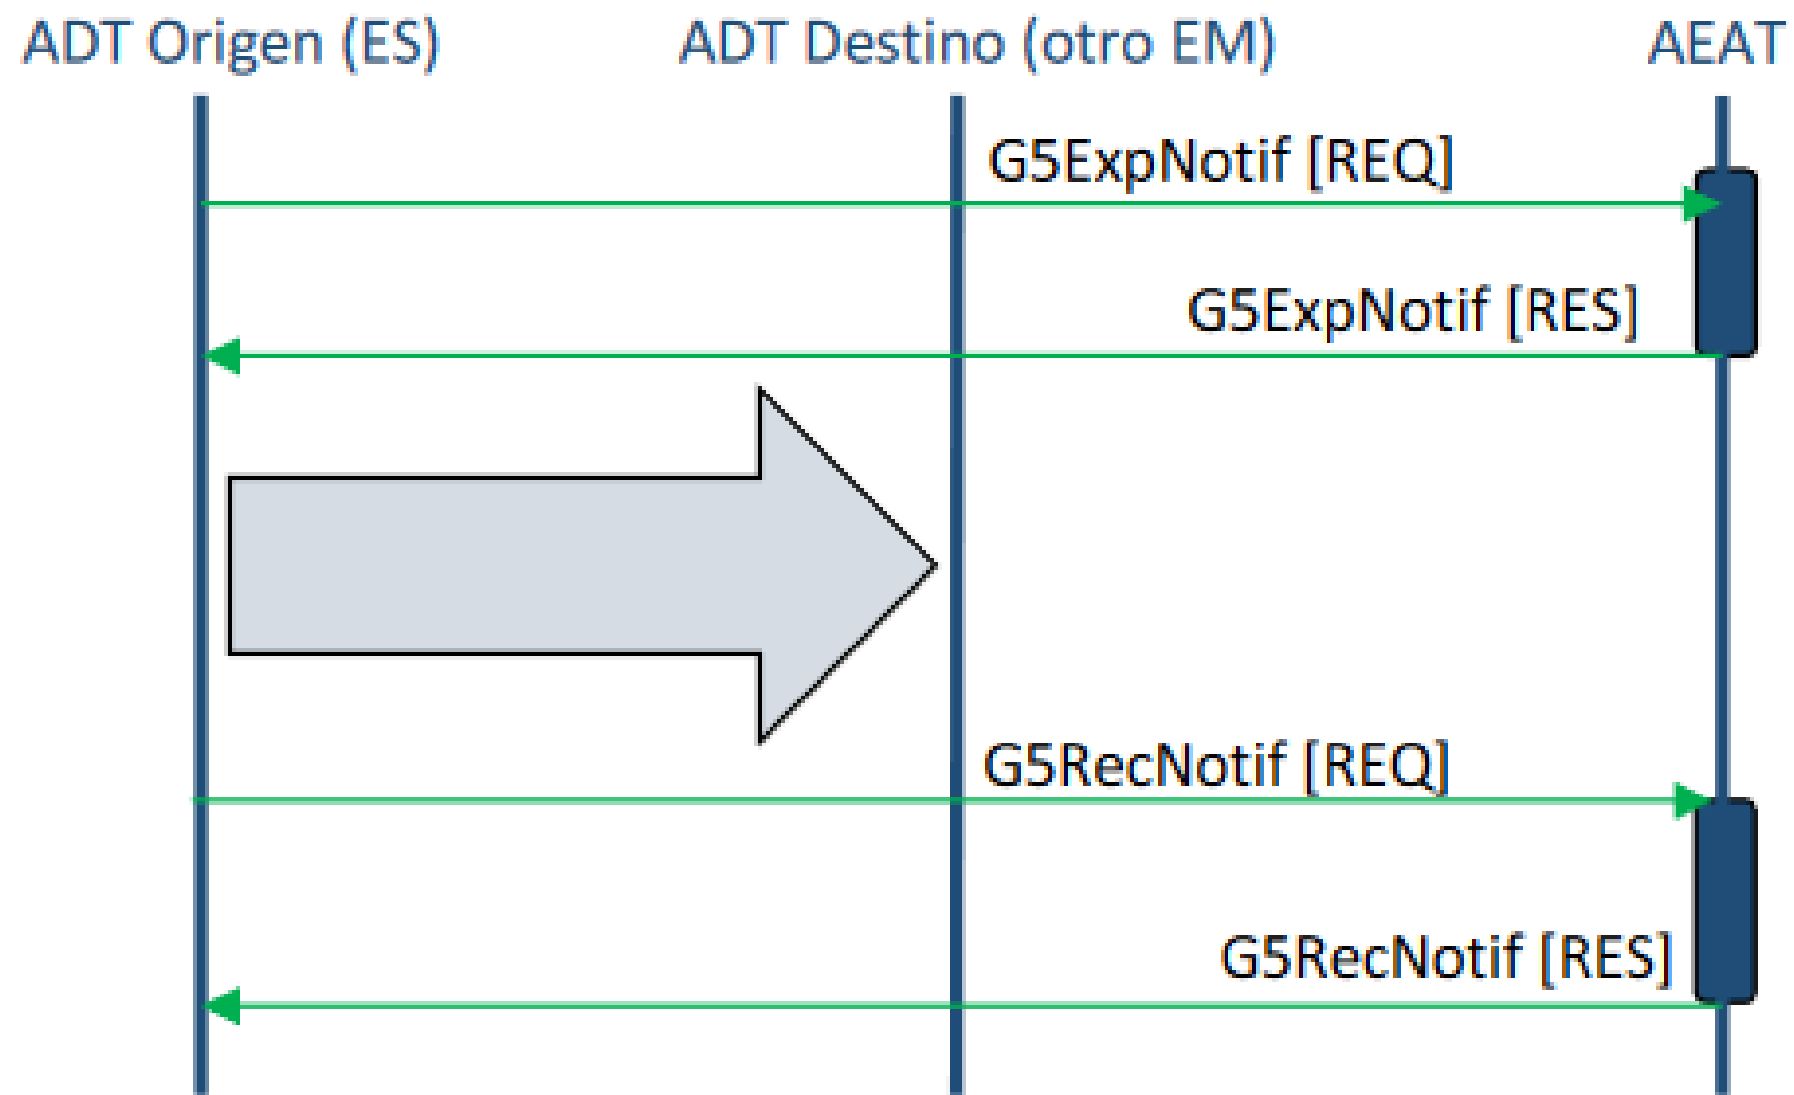 ADT Origen (ES)
ADT Destino (otro EM)
AEAT
G5ExpNotif [REQ]
G5ExpNotif [RES]
G5RecNotif [REQ]
G5RecNotif [RES]